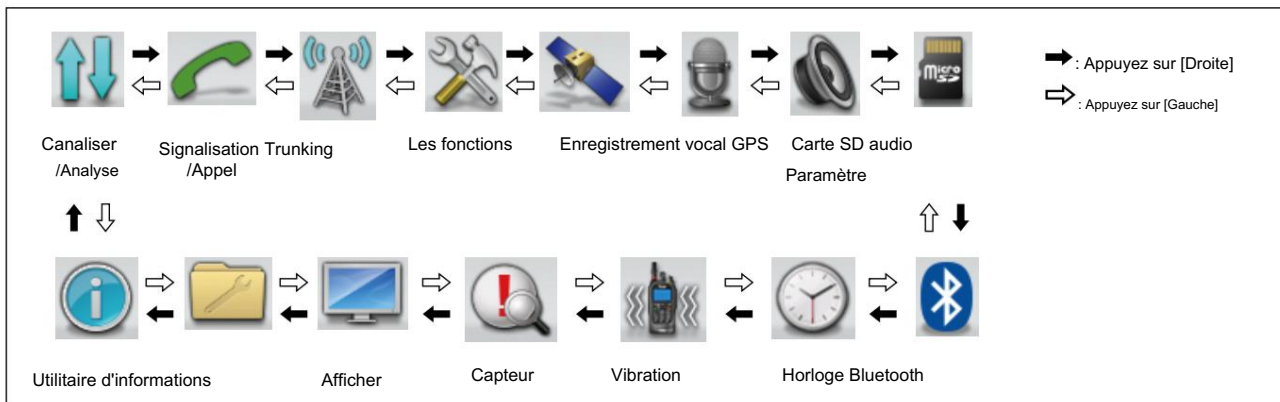 Micro
SD
: Appuyez sur [Droite]
: Appuyez sur [Gauche]
Canaliser
/Analyse
Signalisation Trunking
/Appel
Les fonctions
Enregistrement vocal GPS
Carte SD audio
Paramètre
Utilitaire d'informations
Afficher
Capteur
Vibration
Horloge Bluetooth